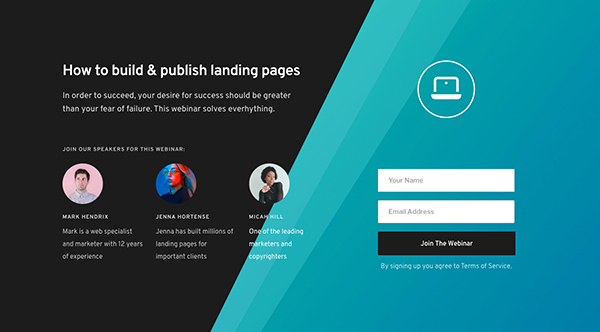 How to build & publish landing pages
In order to succeed, your desire for success should be greater
than your fear of failure. This webinar solves everhything.
JOIN OUR SPEAKERS FOR THIS WEBINAR:
MARK HENDRIX
Mark is a web specialist
and marketer with 12 years
of experience
JENNA HORTENSE
Jenna has built millions of
landing pages for
important clients
MICAH HILL
One of the leading
marketers and
copyrighters
Your Name
Email Address
Join The Webinar
By signing up you agree to Terms of Service.